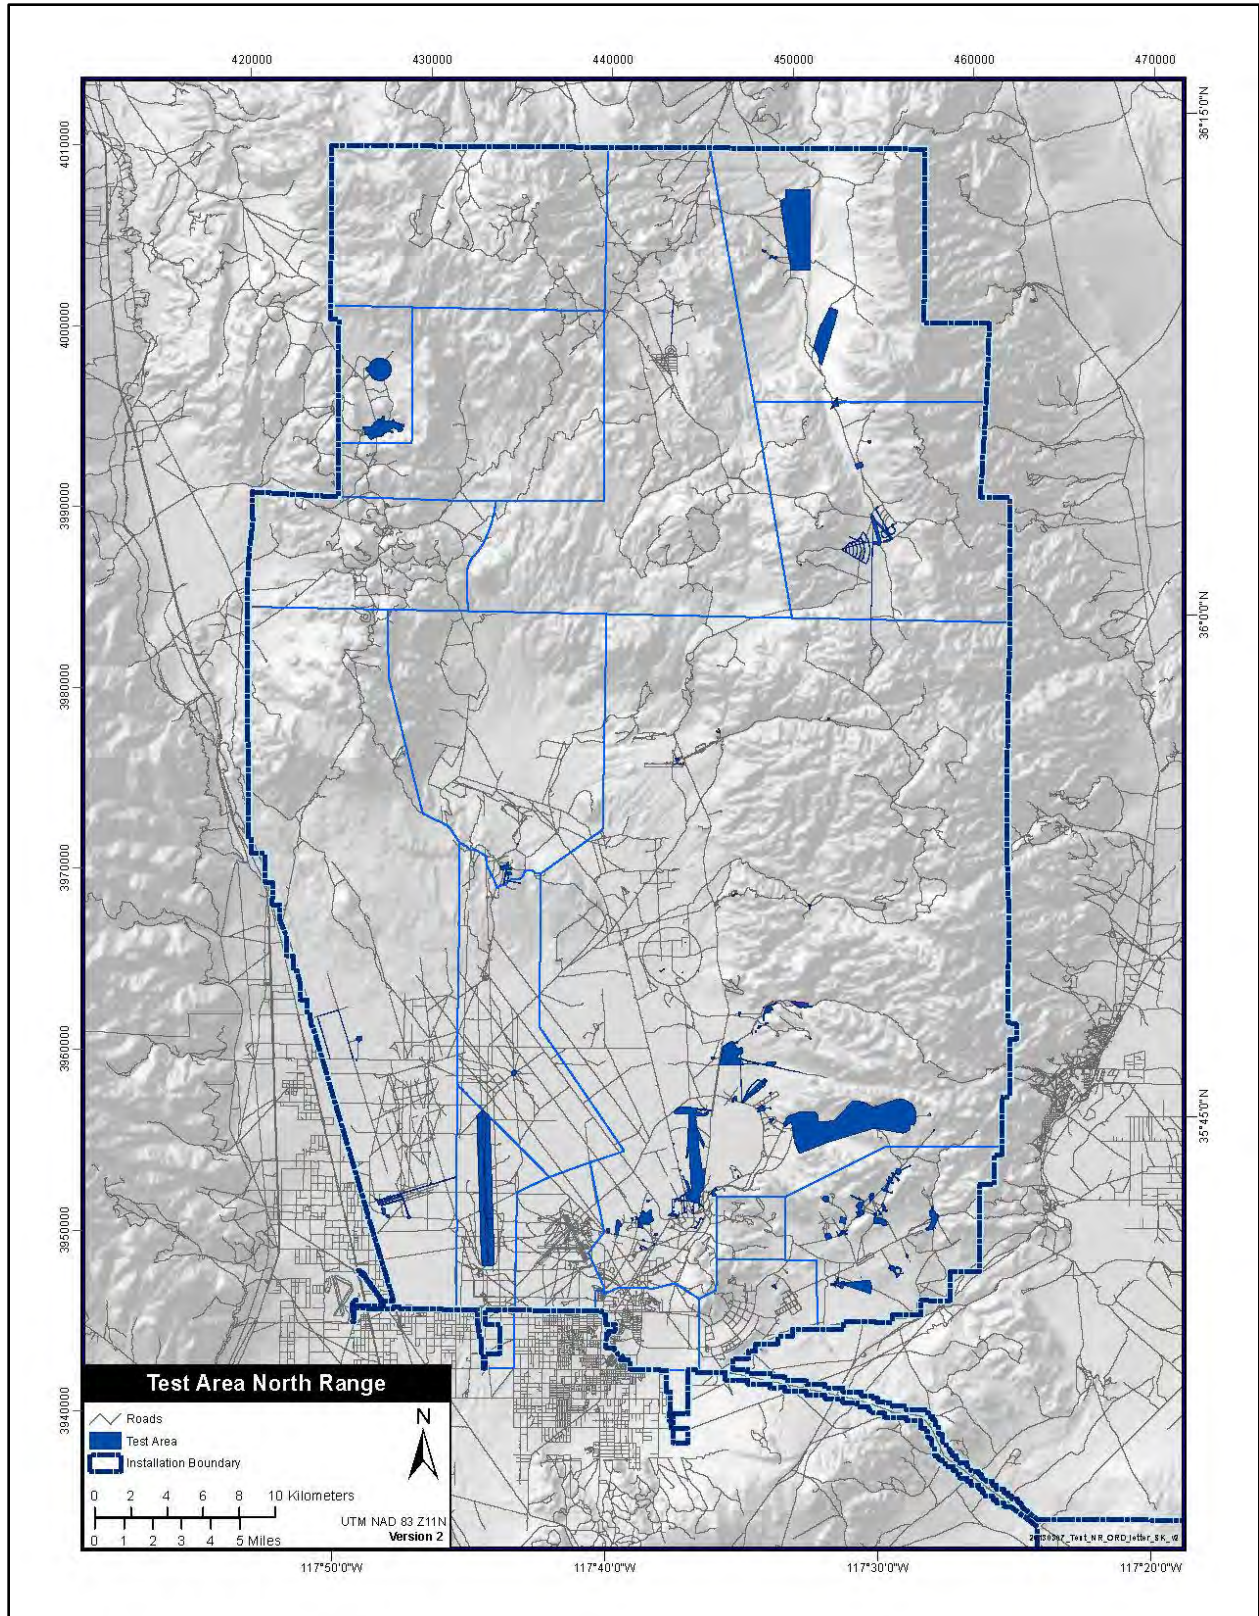 420000 430000 440000 450000 460000 470000
36°15'0"N
4010000
4000000
3990000
36°0'0"N
3980000
3970000
3960000
35°45'0"N
3950000
3940000
Test Area North Range
Roads
Test Area
Installation Boundary
N
0 2 4 6 8 10 Kilometers
0 1 2 3 4 5 Miles
UTM NAD 83 Z11N
Version 2
117°50'0"W 117°40'0"W 117°30'0"W 117°20'0"W